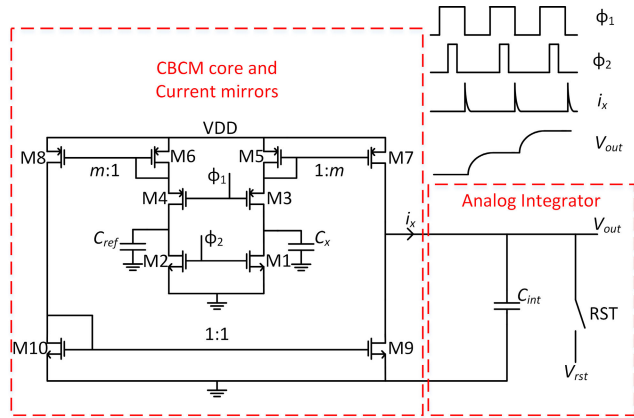 ϕ1
ϕ2
ix
Vout
CBCM core and
Current mirrors
VDD
M8
M6
M5
M7
m:1
1:m
ϕ1
M4
M3
Cref
Cx
ϕ2
M2
M1
ix
Analog Integrator
Vout
Cint
RST
Vrst
1:1
M10
M9